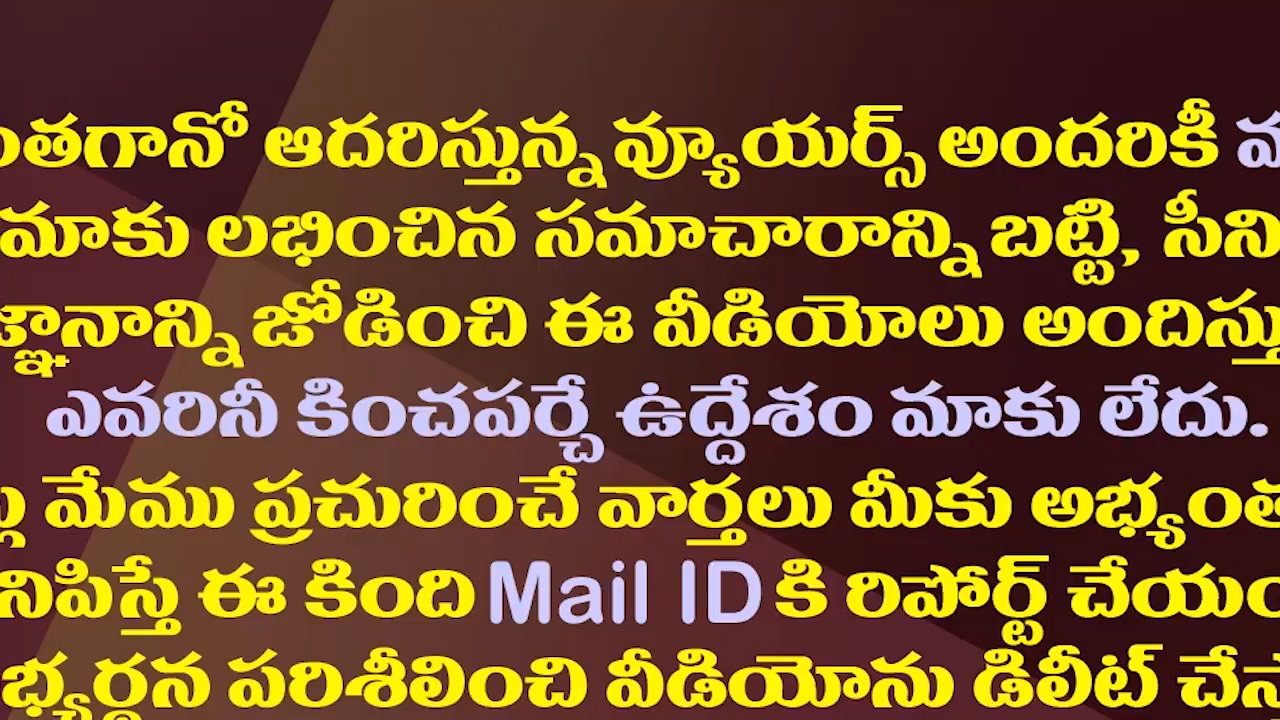 ంతగానో ఆదరిస్తున్న వ్యూయర్స్ అందరికీ
మాకు లభించిన సమాచారాన్ని బట్టి, సీని
జ్ఞానాన్ని జోడించి ఈ వీడియోలు అందిస్తు
ఎవరినీ కించపర్చే ఉద్దేశం మాకు లేదు.
మేము ప్రచురించే వార్తలు మీకు అభ్యంత
నిపిస్తే ఈ కింది Mail ID కి రిపోర్ట్ చేయం
భ్యర్థన పరిశీలించి వీడియోను డిలీట్ చేస